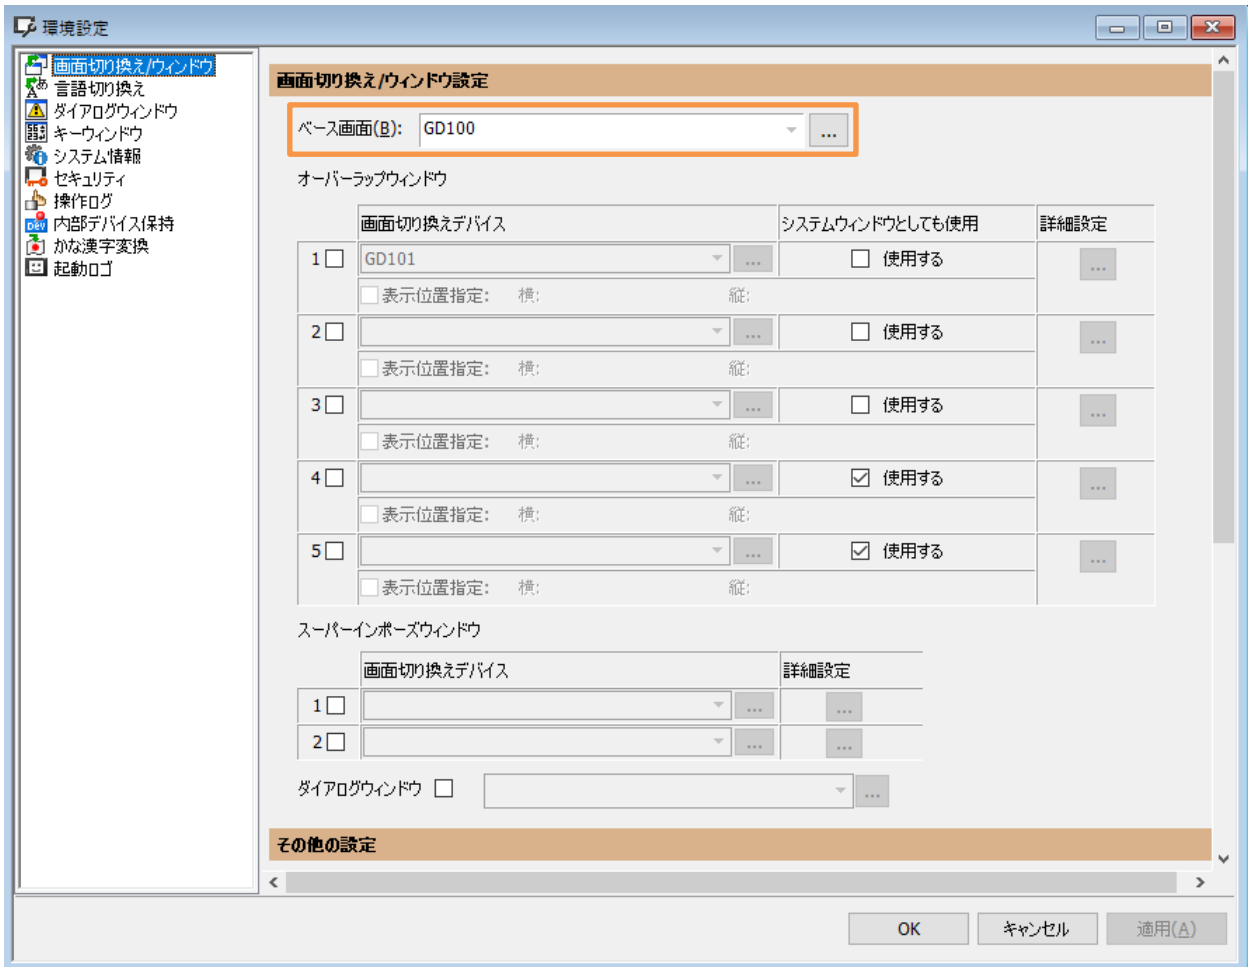 環境設定
画面切り換え/ウィンドウ
言語切り換え
ダイアログウィンドウ
キーウィンドウ
システム情報
セキュリティ
操作ログ
内部デバイス保持
かな漢字変換
起動ロゴ
画面切り換え/ウィンドウ設定
ベース画面(B): GD100 ...
オーバーラップウィンドウ
画面切り換えデバイス システムウィンドウとしても使用 詳細設定
1 GD101 ... 使用する ...
表示位置指定: 横: 縦:
2 ... 使用する ...
表示位置指定: 横: 縦:
3 ... 使用する ...
表示位置指定: 横: 縦:
4 ... 使用する ...
表示位置指定: 横: 縦:
5 ... 使用する ...
表示位置指定: 横: 縦:
スーパーインポーズウィンドウ
画面切り換えデバイス 詳細設定
1 ... ...
2 ... ...
ダイアログウィンドウ ...
その他の設定
OK キャンセル 適用(A)